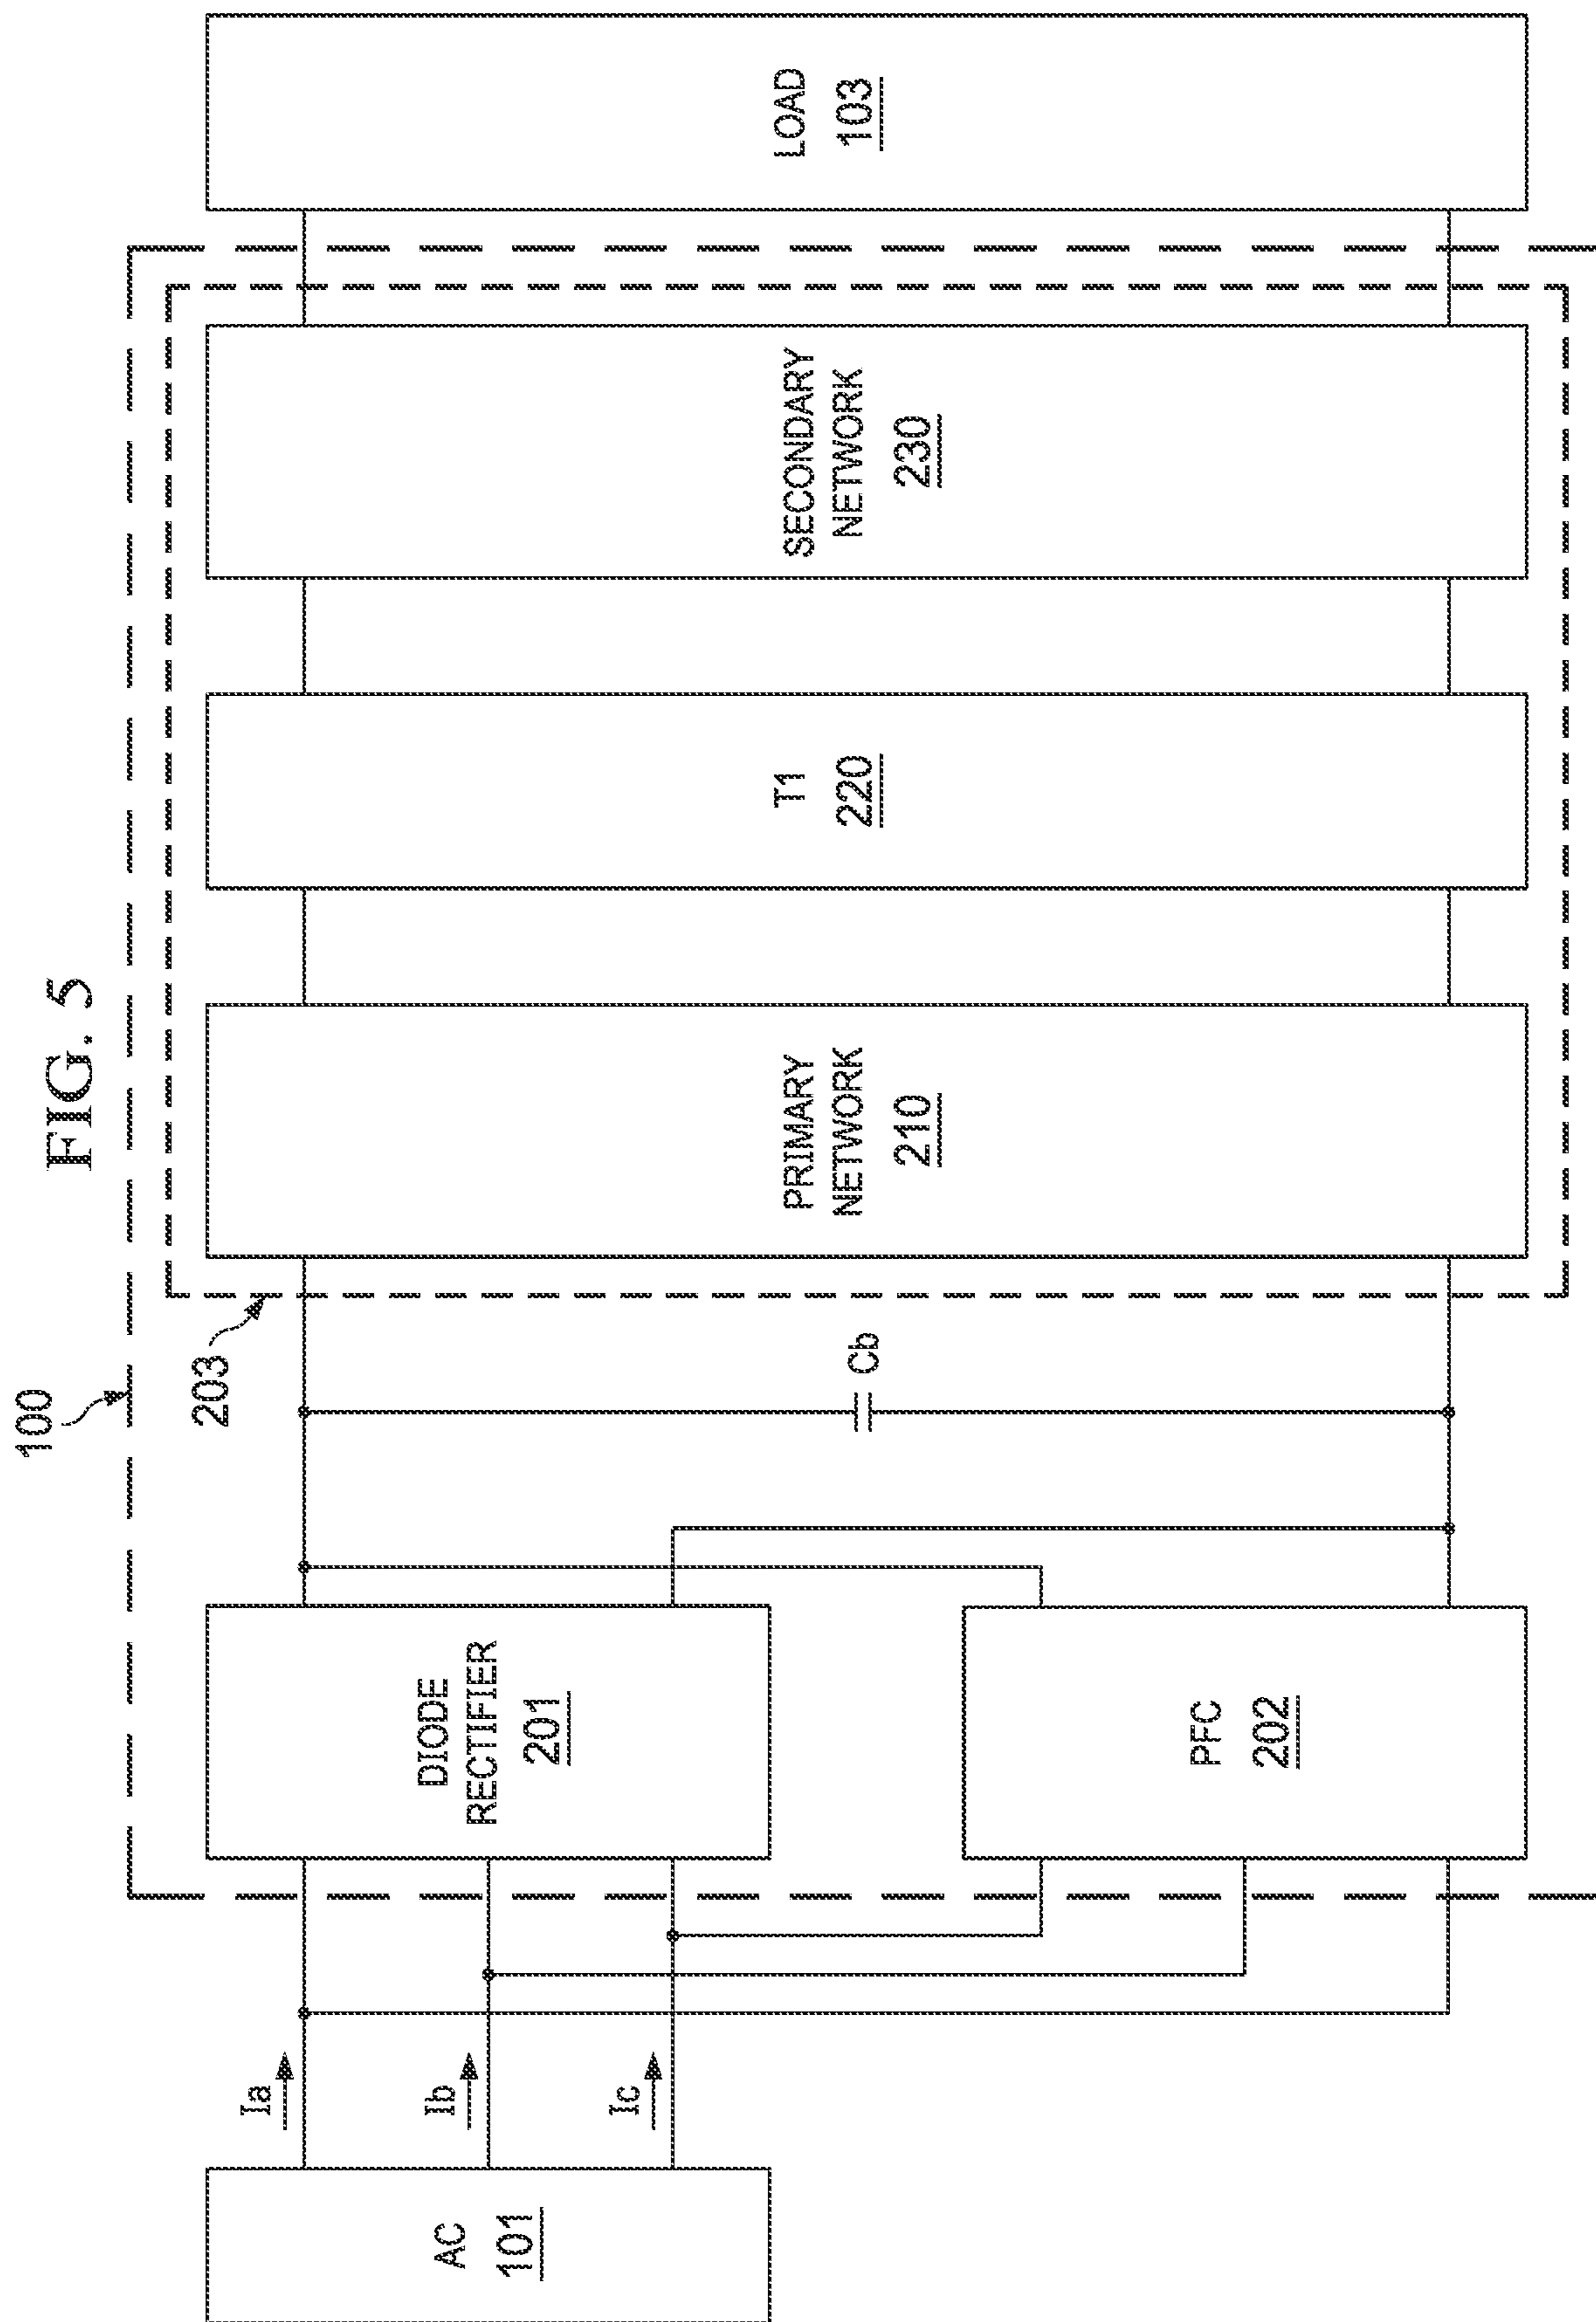 FIG. 5
100
203
AC
101
Ia
Ib
Ic
DIODE
RECTIFIER
201
PFC
202
Cb
PRIMARY
NETWORK
210
T1
220
SECONDARY
NETWORK
230
LOAD
103